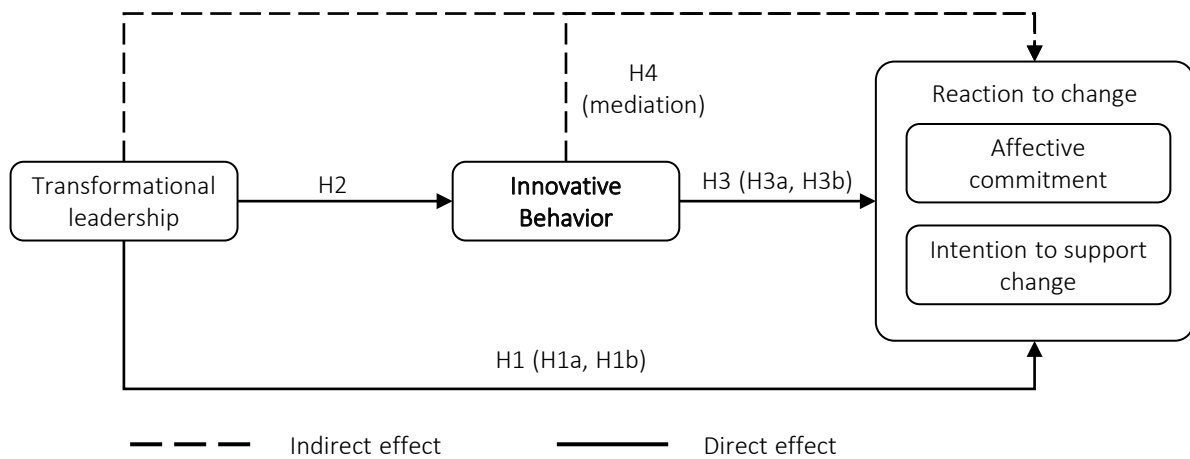 H4
(mediation)
Reaction to change
Affective
commitment
Transformational
leadership
H2
Innovative
Behavior
H3 (H3a, H3b)
Intention to support
change
H1 (H1a, H1b)
Indirect effect
Direct effect